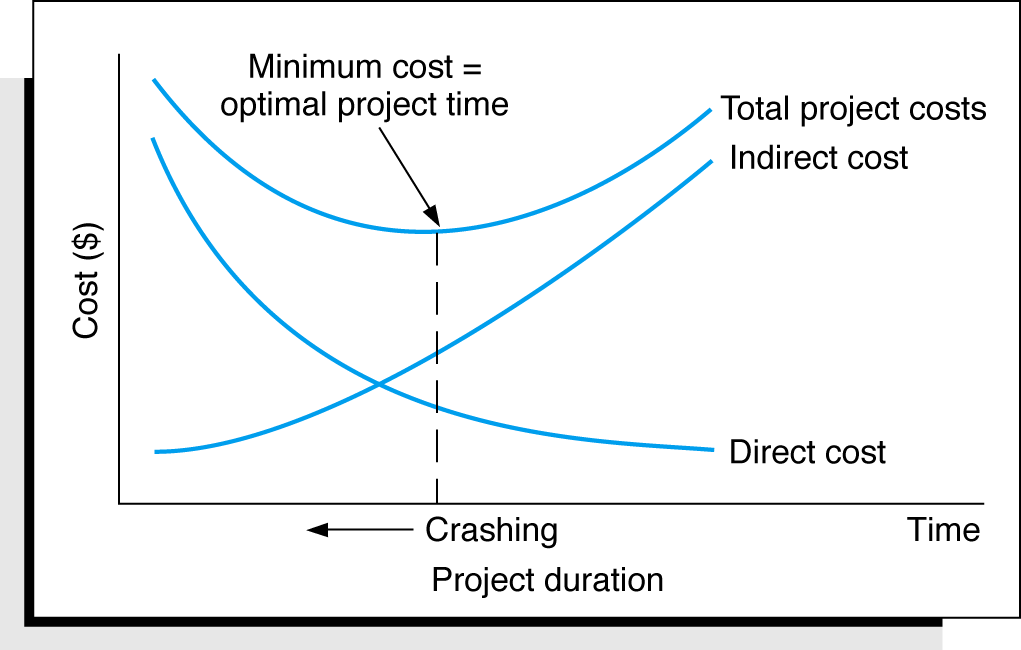 Minimum cost =
optimal project time
Total project costs
Indirect cost
Cost ($)
Direct cost
Crashing
Time
Project duration